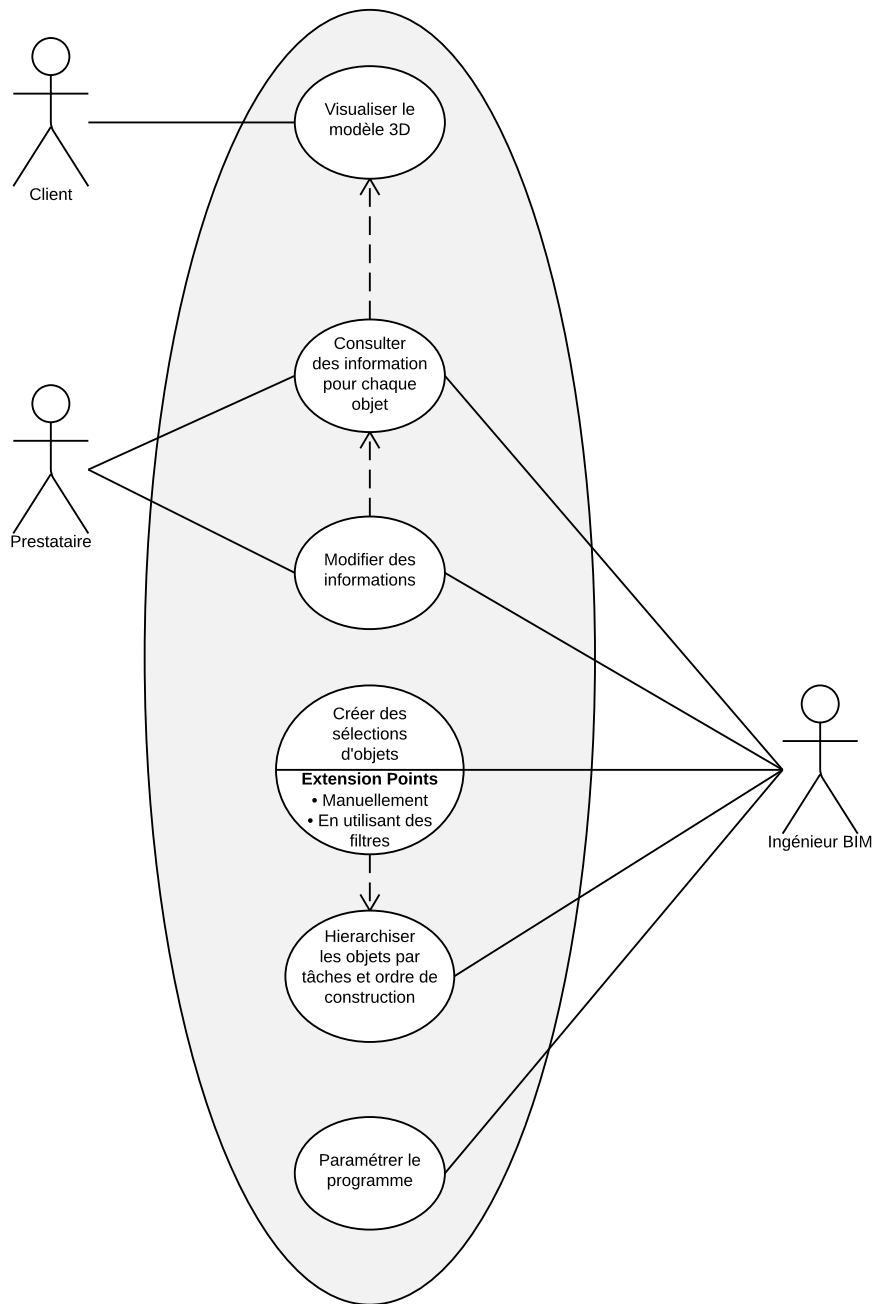 Visualiser le
modèle 3D
Client
Consulter
des information
pour chaque
objet
Prestataire
Modifier des
informations
Créer des
sélections
d'objets
Extension Points
• Manuellement
• En utilisant des
filtres
Ingénieur BIM
Hierarchiser
les objets par
tâches et ordre de
construction
Paramétrer le
programme